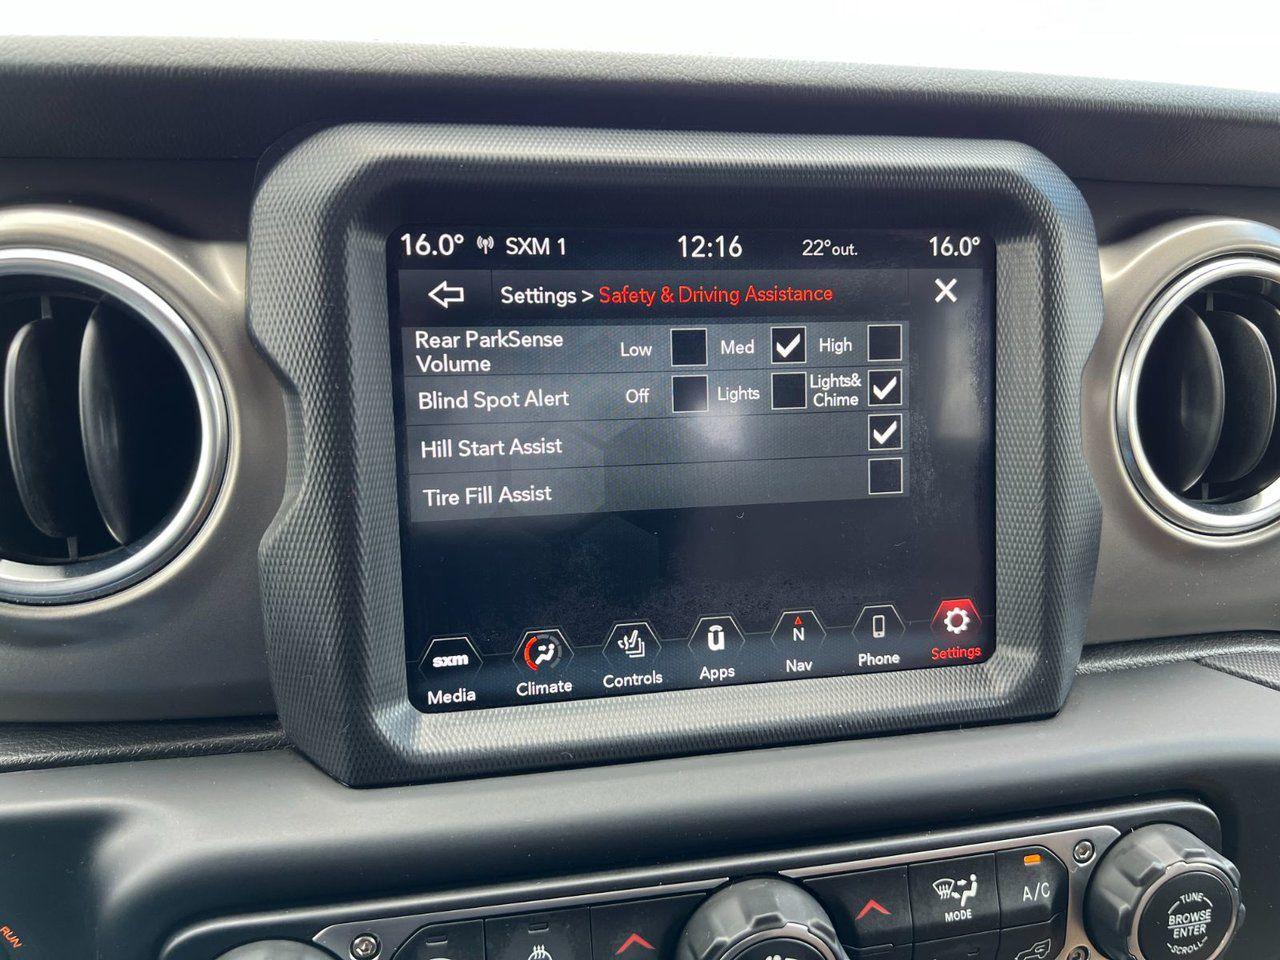 16.0° SXM 1 12:16 22°out. 16.0°
Settings > Safety & Driving Assistance
Rear ParkSense
Volume
Low Med High
Blind Spot Alert Off Lights Lights&
Chime
Hill Start Assist
Tire Fill Assist
sxm ü N
Media Climate Controls Apps Nav Phone Settings
RUN
MODE
A/C
TUNE
BROWSE
ENTER
SCROLL